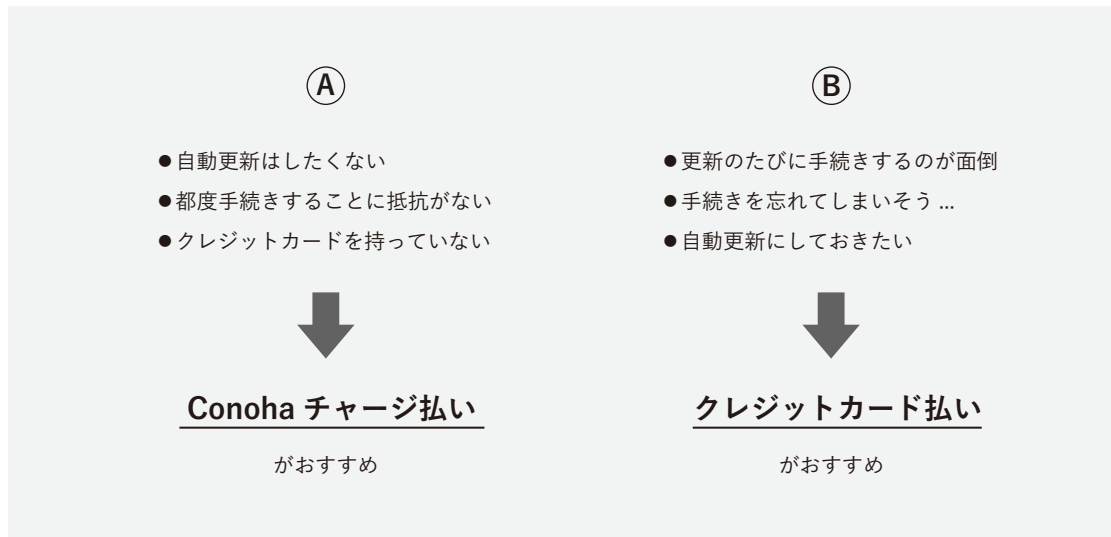 Ⓐ
●自動更新はしたくない
●都度手続きすることに抵抗がない
●クレジットカードを持っていない
Conoha チャージ払い
がおすすめ
Ⓑ
●更新のたびに手続きするのが面倒
●手続きを忘れてしまいそう...
●自動更新にしておきたい
クレジットカード払い
がおすすめ